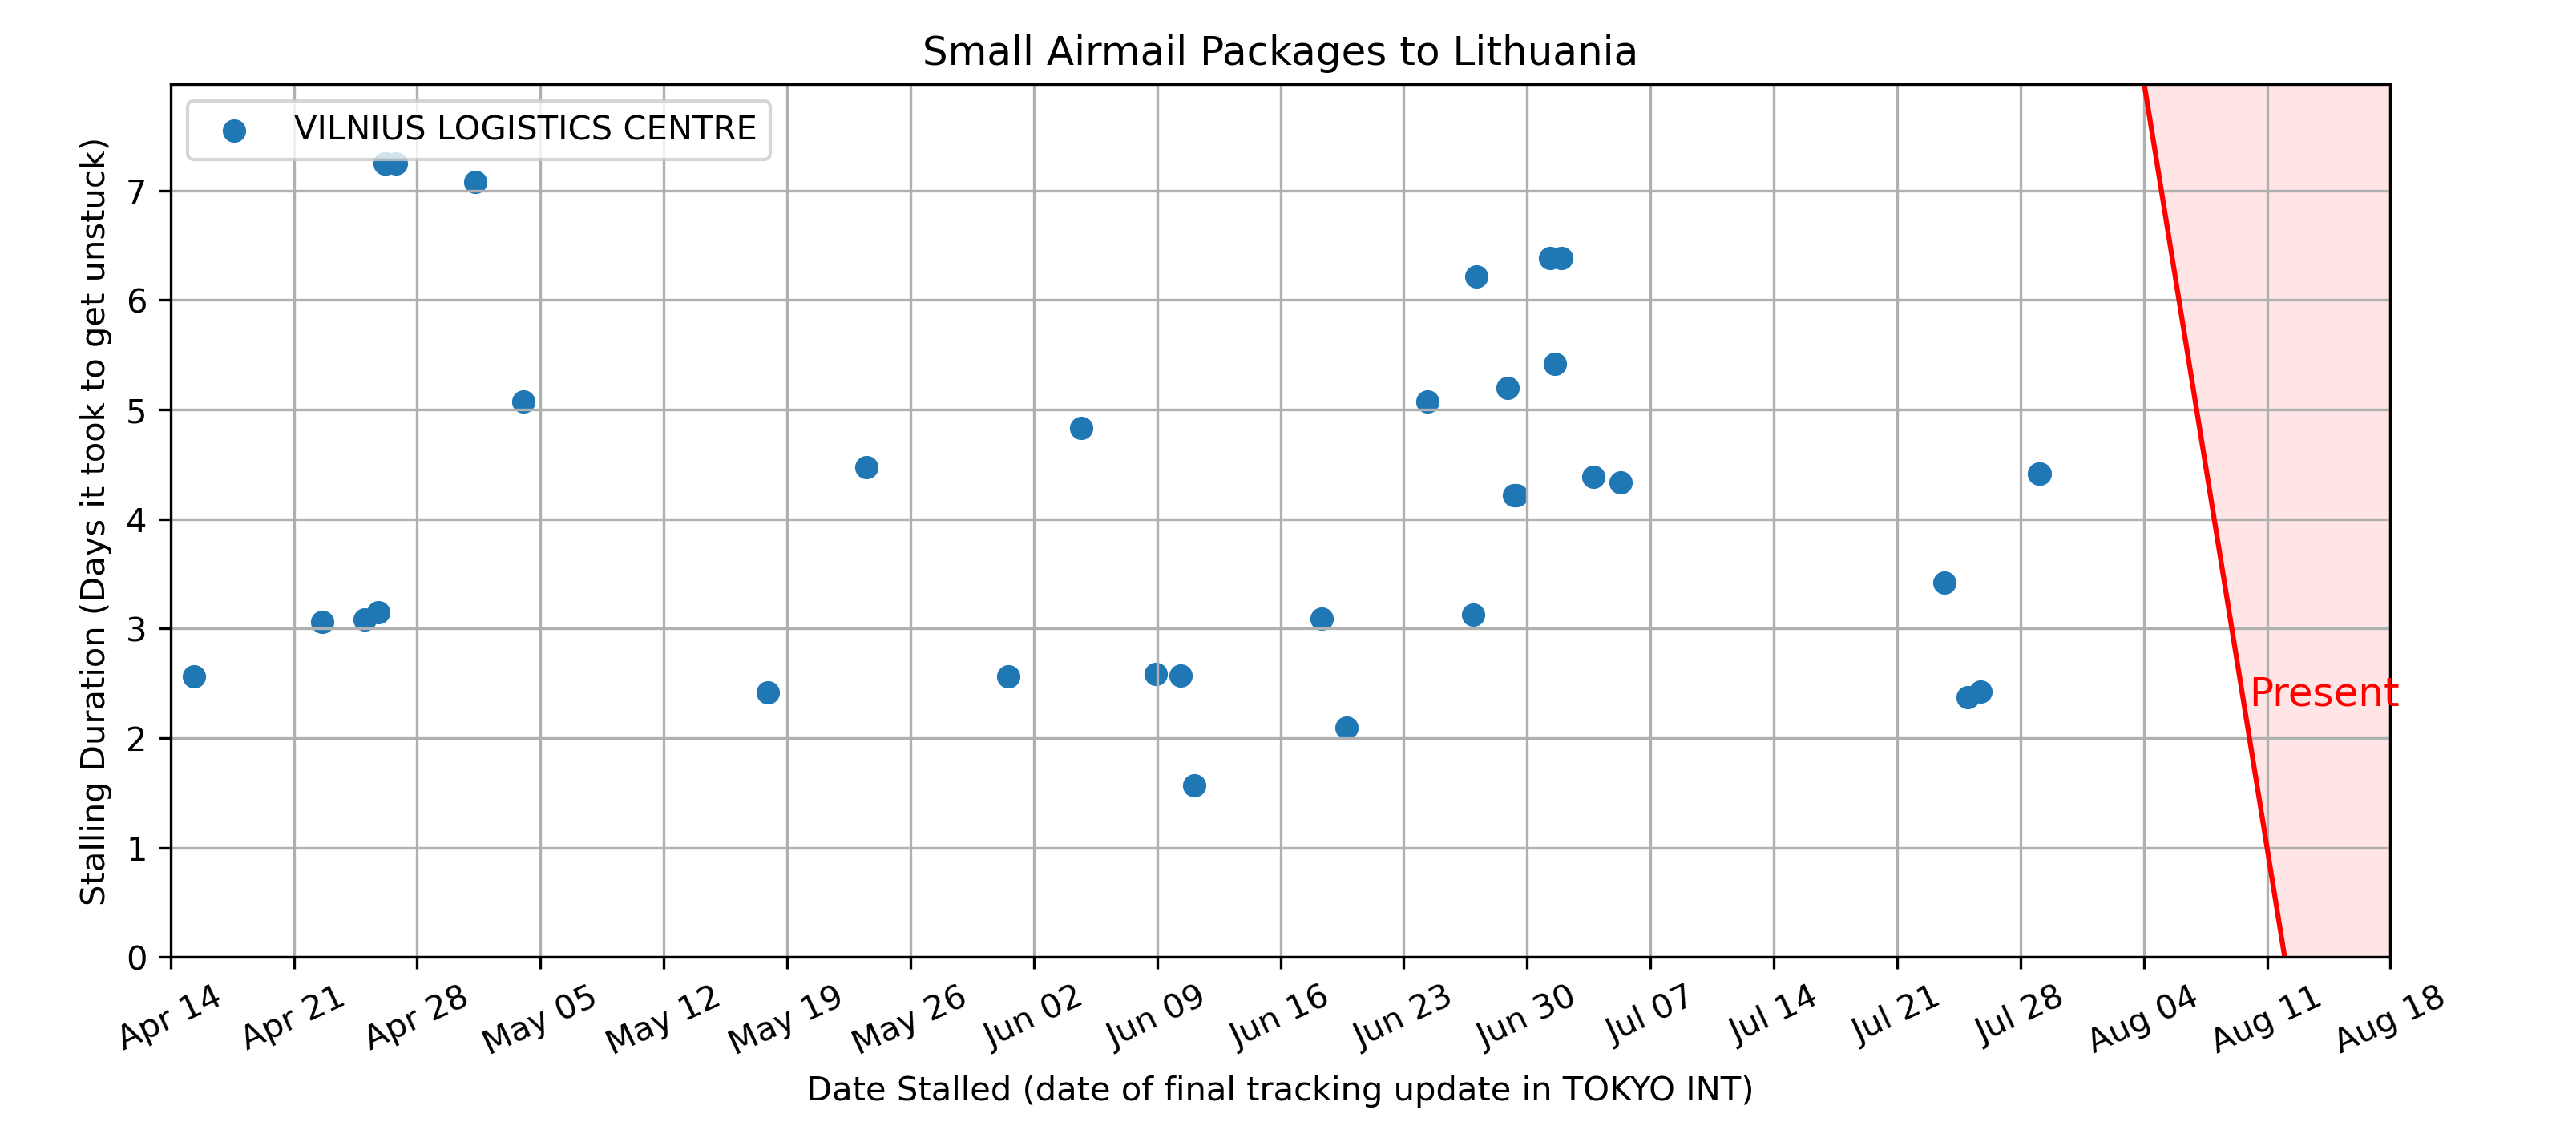 Small Airmail Packages to Lithuania
VILNIUS LOGISTICS CENTRE
Stalling Duration (Days it took to get unstuck)
7
6
5
4
3
2
1
0
Present
Apr 14
Apr 21
Apr 28
May 05
May 12
May 19
May 26
Jun 02
Jun 09
Jun 16
Jun 23
Jun 30
Jul 07
Jul 14
Jul 21
Jul 28
Aug 04
Aug 11
Aug 18
Date Stalled (date of final tracking update in TOKYO INT)